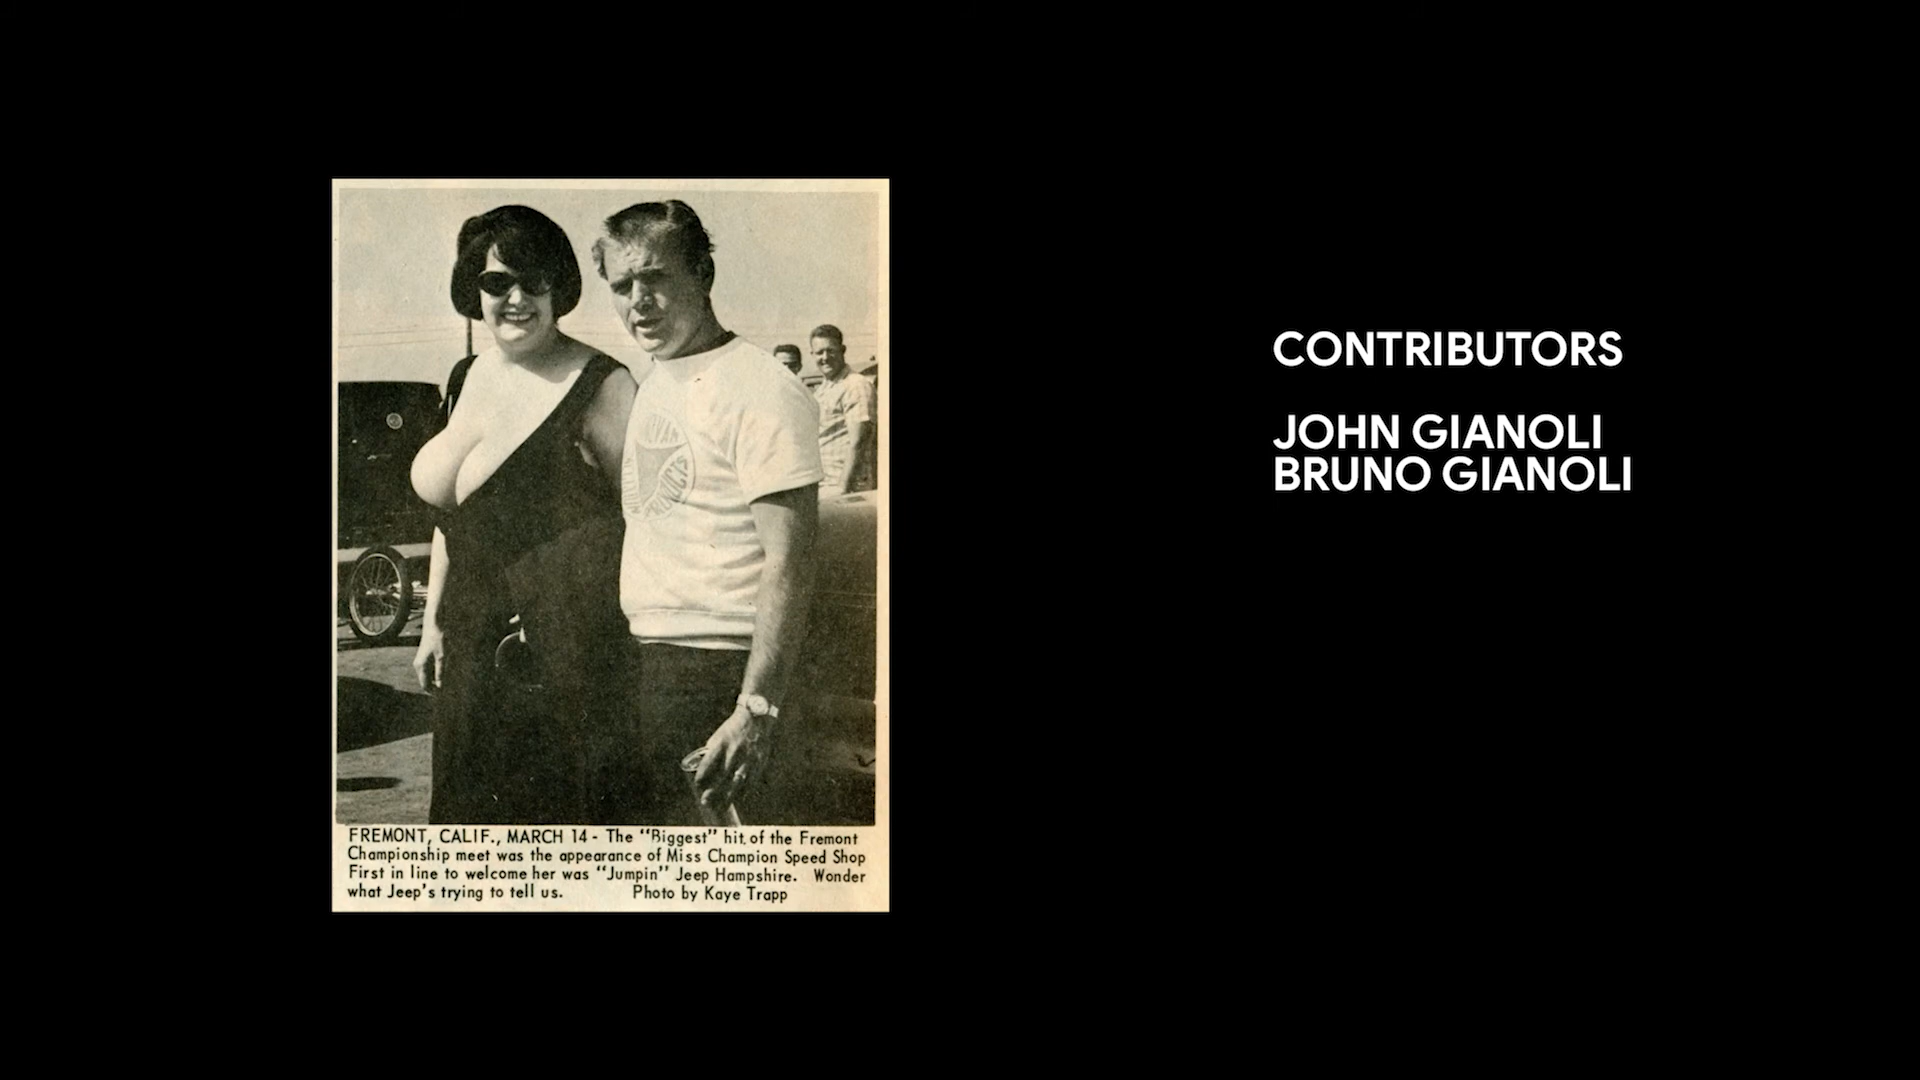 CONTRIBUTORS
JOHN GIANOLI
BRUNO GIANOLI
PRODUCTS
FREMONT, CALIF., MARCH 14 - The "Biggest" hit of the Fremont
Championship meet was the appearance of Miss Champion Speed Shop
First in line to welcome her was "Jumpin" Jeep Hampshire. Wonder
what Jeep's trying to tell us. Photo by Kaye Trapp